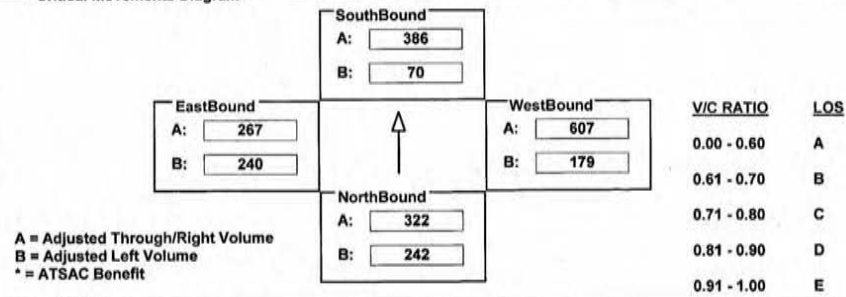 SouthBound
A: 386
B: 70
EastBound
A: 267
B: 240
WestBound
A: 607
B: 179
NorthBound
A: 322
B: 242
A = Adjusted Through/Right Volume
B = Adjusted Left Volume
* = ATSAC Benefit
V/C RATIO LOS
0.00 - 0.60 A
0.61 - 0.70 B
0.71 - 0.80 C
0.81 - 0.90 D
0.91 - 1.00 E